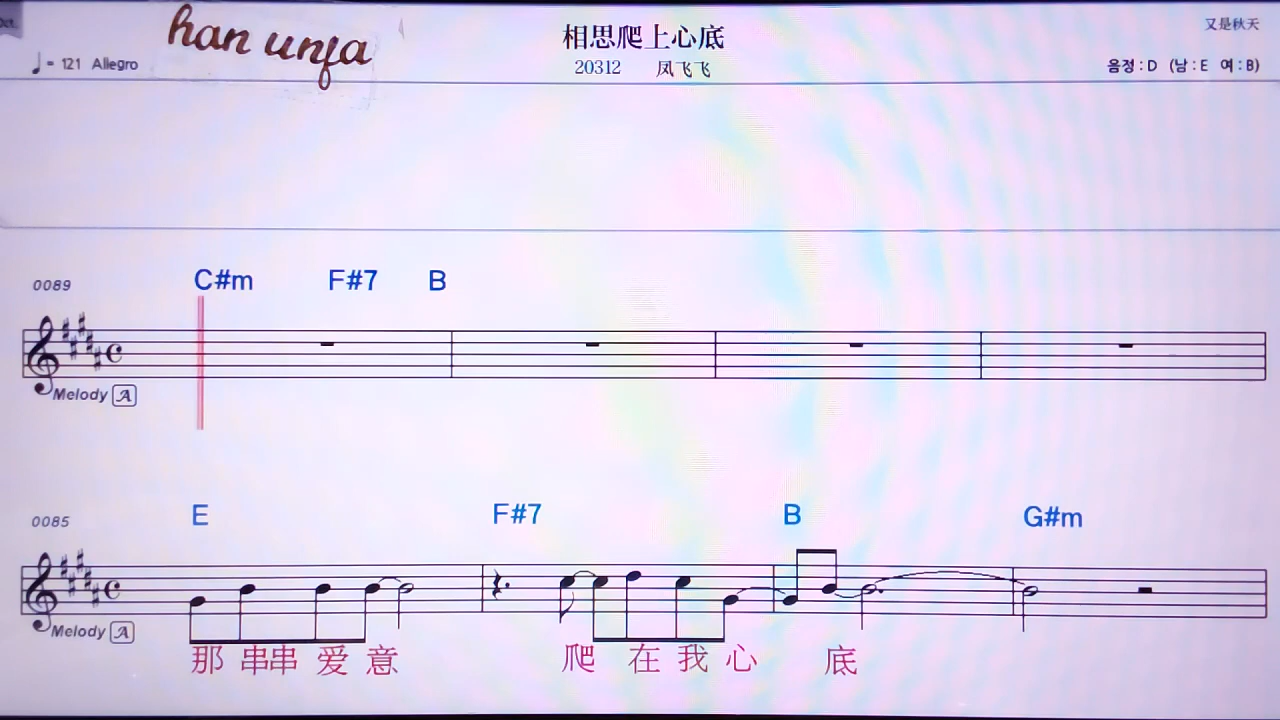 han unfa
相思爬上心底
又是秋天
♩= 121 Allegro
20312 凤飞飞
음정 : D (남 : E 여 : B)
0089
C#m F#7 B
Melody A
0085
E F#7 B G#m
Melody A
那 串串 爱 意 爬 在 我 心 底